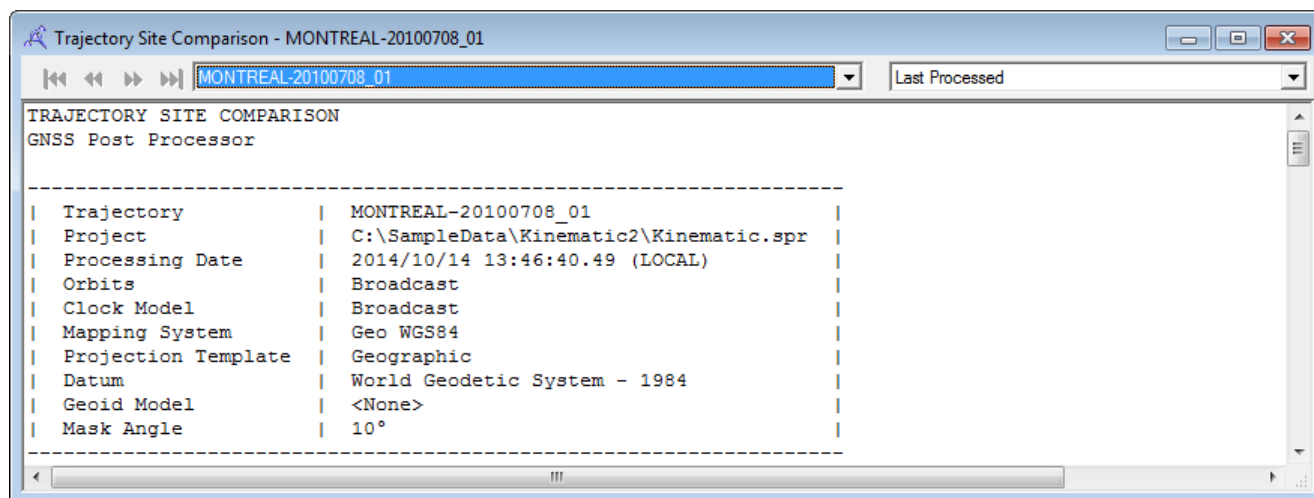 Trajectory Site Comparison - MONTREAL-20100708_01
MONTREAL-20100708_01 Last Processed
TRAJECTORY SITE COMPARISON
GNSS Post Processor
--------------------------------------------------------------------
| Trajectory | MONTREAL-20100708_01 |
| Project | C:\SampleData\Kinematic2\Kinematic.spr |
| Processing Date | 2014/10/14 13:46:40.49 (LOCAL) |
| Orbits | Broadcast |
| Clock Model | Broadcast |
| Mapping System | Geo WGS84 |
| Projection Template | Geographic |
| Datum | World Geodetic System - 1984 |
| Geoid Model | <None> |
| Mask Angle | 10° |
--------------------------------------------------------------------